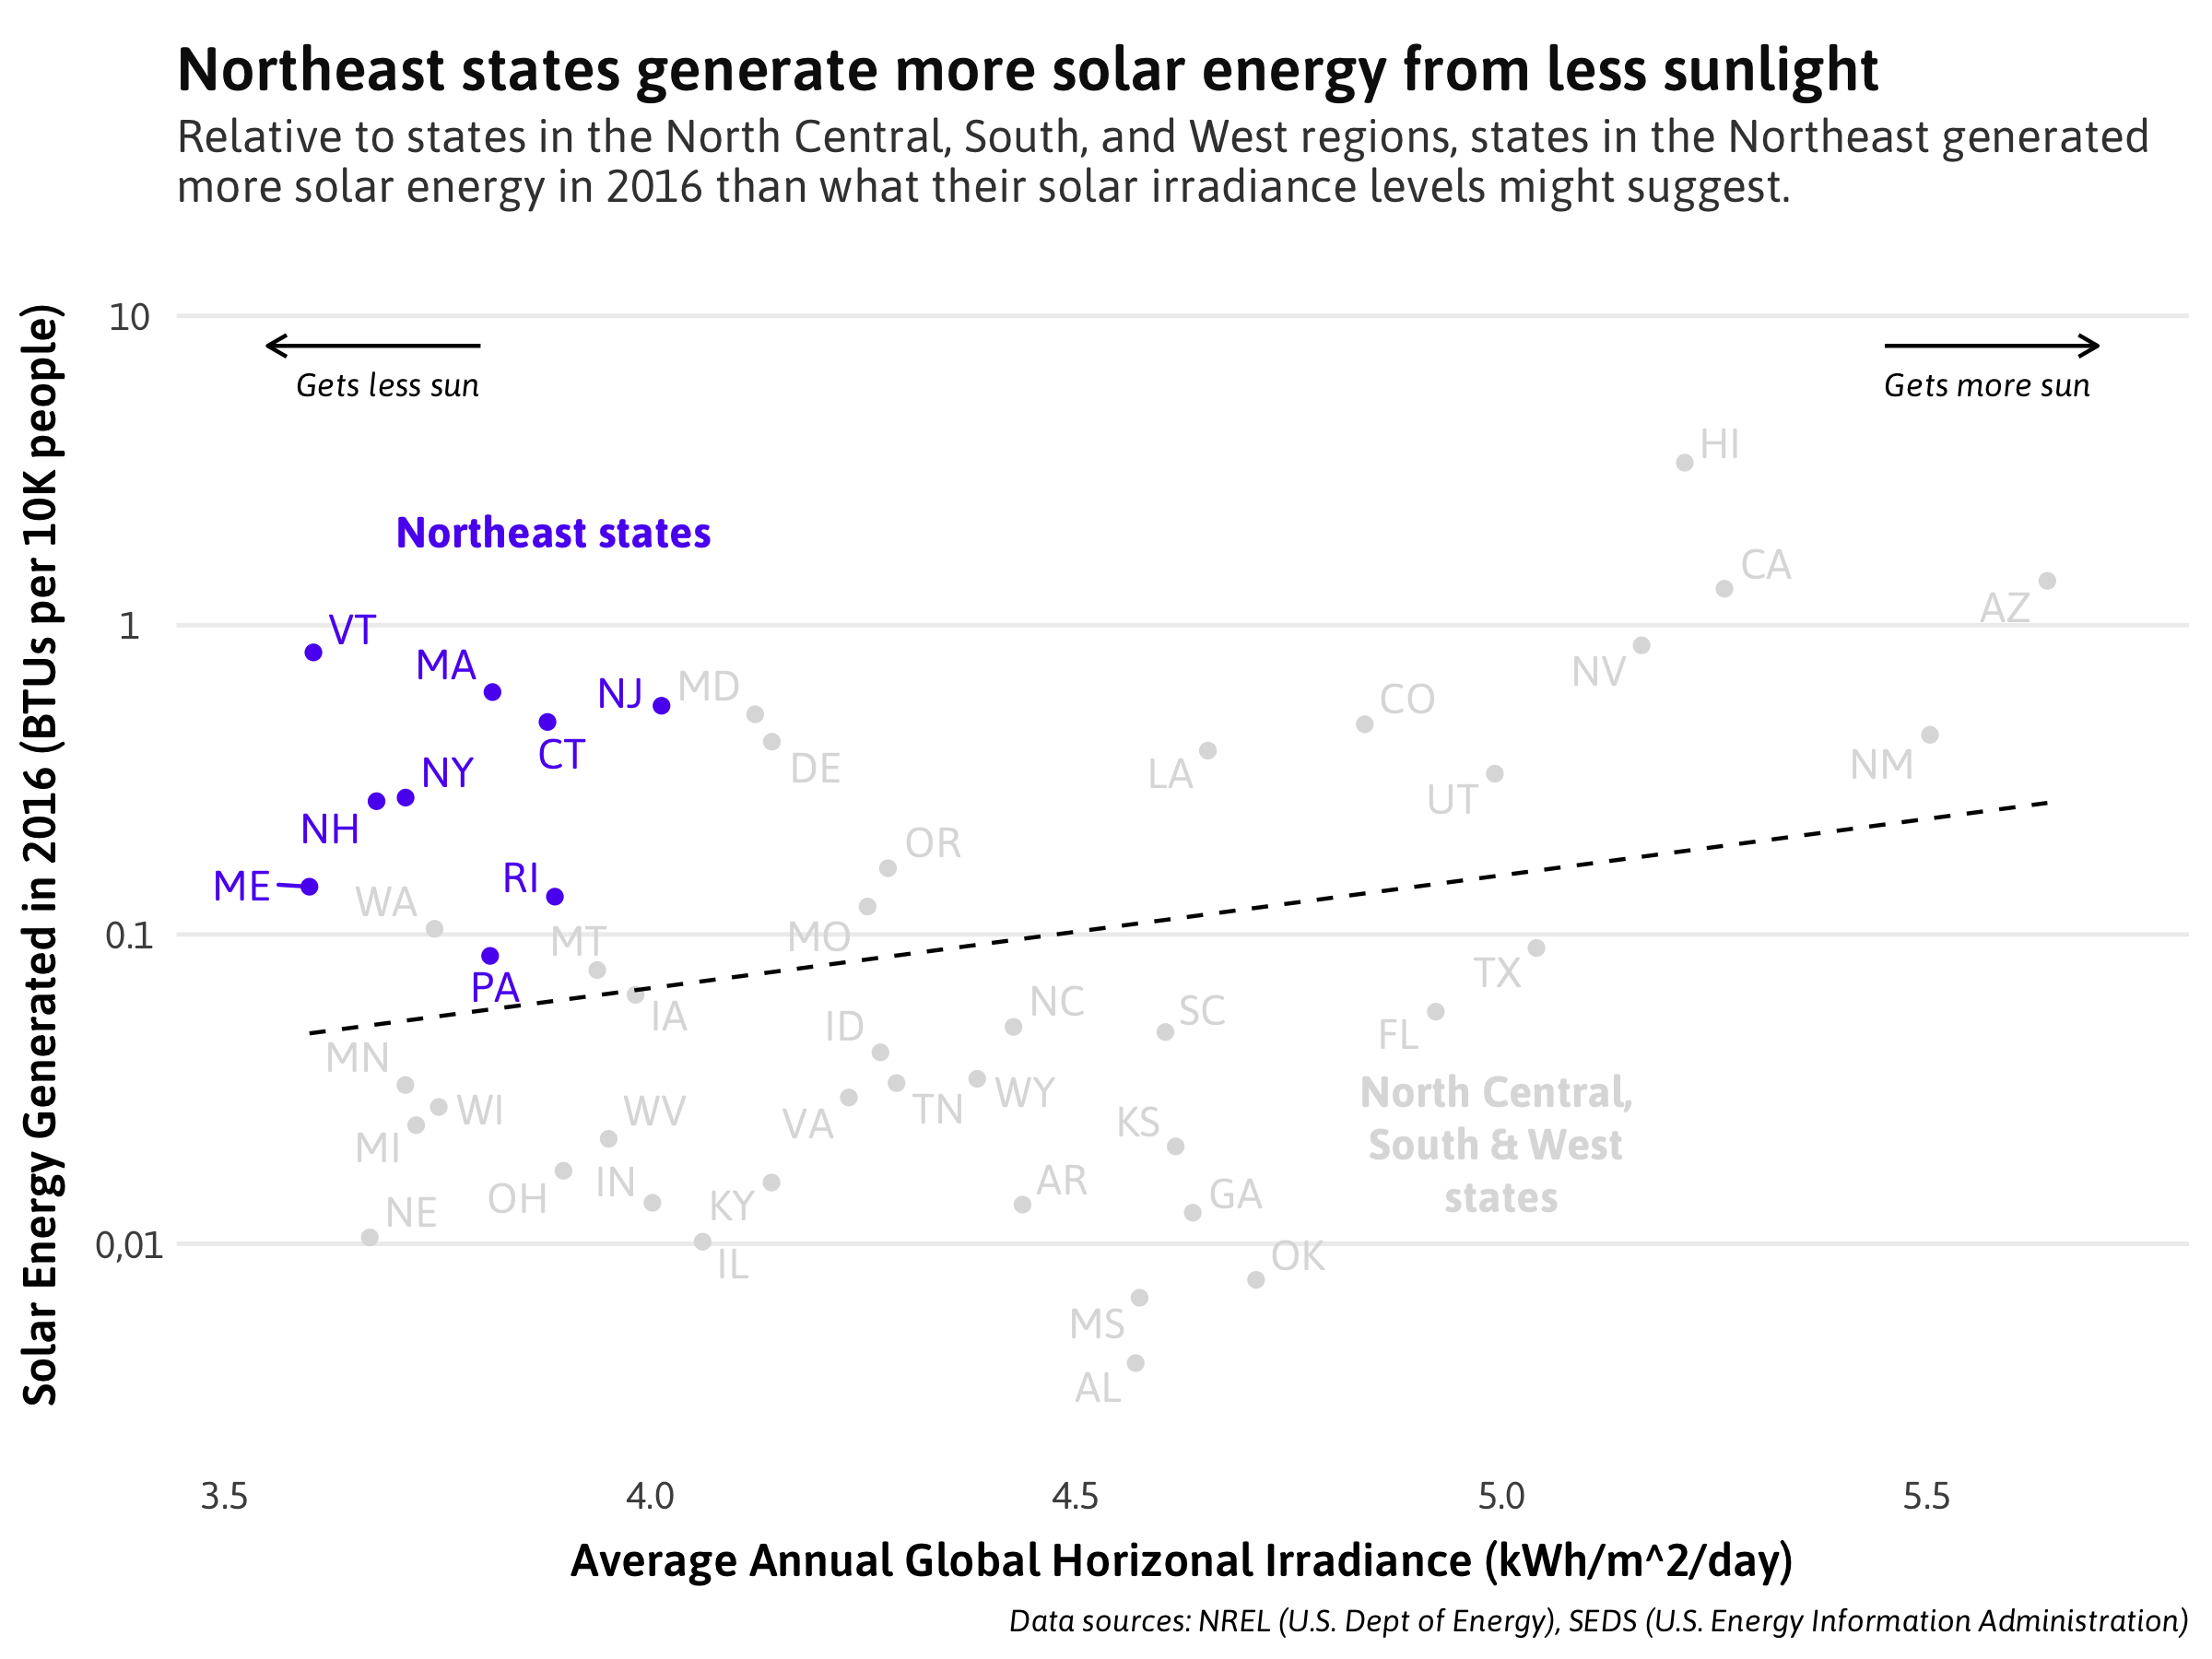 Northeast states generate more solar energy from less sunlight
Relative to states in the North Central, South, and West regions, states in the Northeast generated
more solar energy in 2016 than what their solar irradiance levels might suggest.
Solar Energy Generated in 2016 (BTUs per 10K people)
10
Gets less sun
Gets more sun
HI
Northeast states
CA
AZ
1
VT
MA
NJ
MD
NV
CO
CT
DE
LA
NY
UT
NM
NH
OR
ME
WA
RI
0.1
MT
MO
PA
TX
IA
NC
SC
ID
FL
MN
WI
WV
VA
TN
WY
KS
North Central,
South & West
states
MI
OH
IN
KY
AR
GA
NE
0,01
IL
OK
MS
AL
3.5
4.0
4.5
5.0
5.5
Average Annual Global Horizonal Irradiance (kWh/m^2/day)
Data sources: NREL (U.S. Dept of Energy), SEDS (U.S. Energy Information Administration)